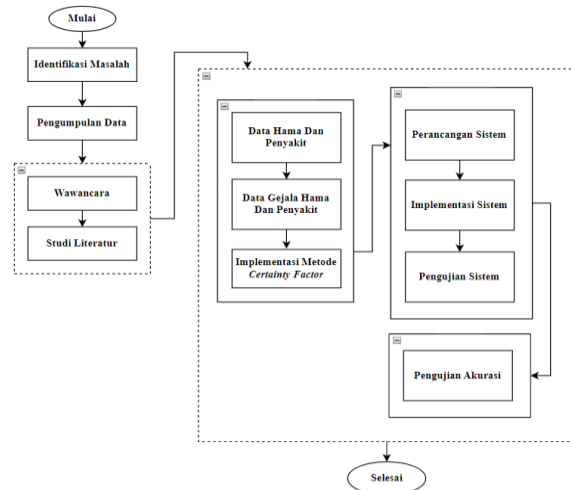 Mulai
Identifikasi Masalah
Pengumpulan Data
Wawancara
Studi Literatur
Data Hama Dan
Penyakit
Data Gejala Hama
Dan Penyakit
Implementasi Metode
Certainty Factor
Perancangan Sistem
Implementasi Sistem
Pengujian Sistem
Pengujian Akurasi
Selesai